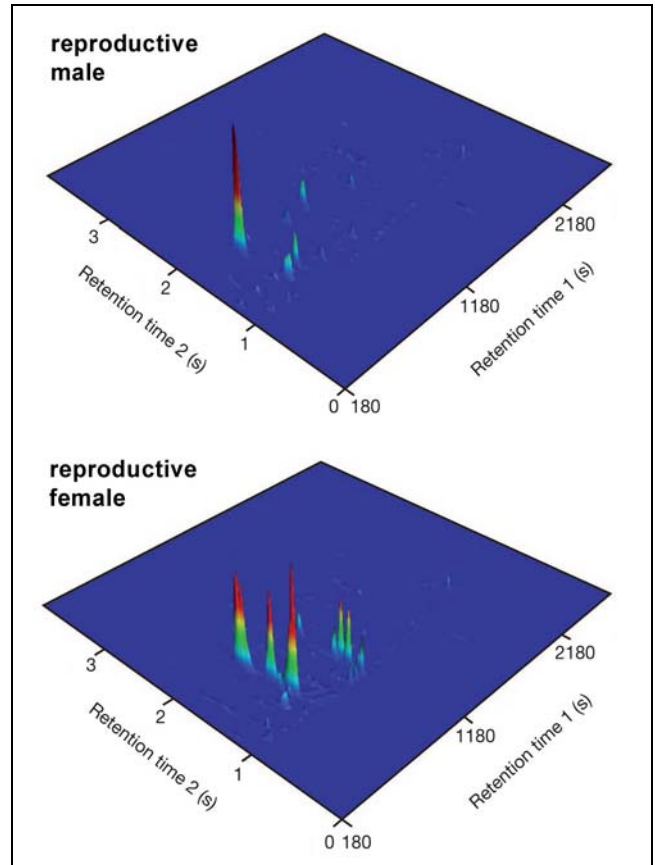 reproductive
male
3
2
1
0 180
1180
2180
Retention time 2 (s)
Retention time 1 (s)
reproductive
female
3
2
1
0 180
1180
2180
Retention time 2 (s)
Retention time 1 (s)